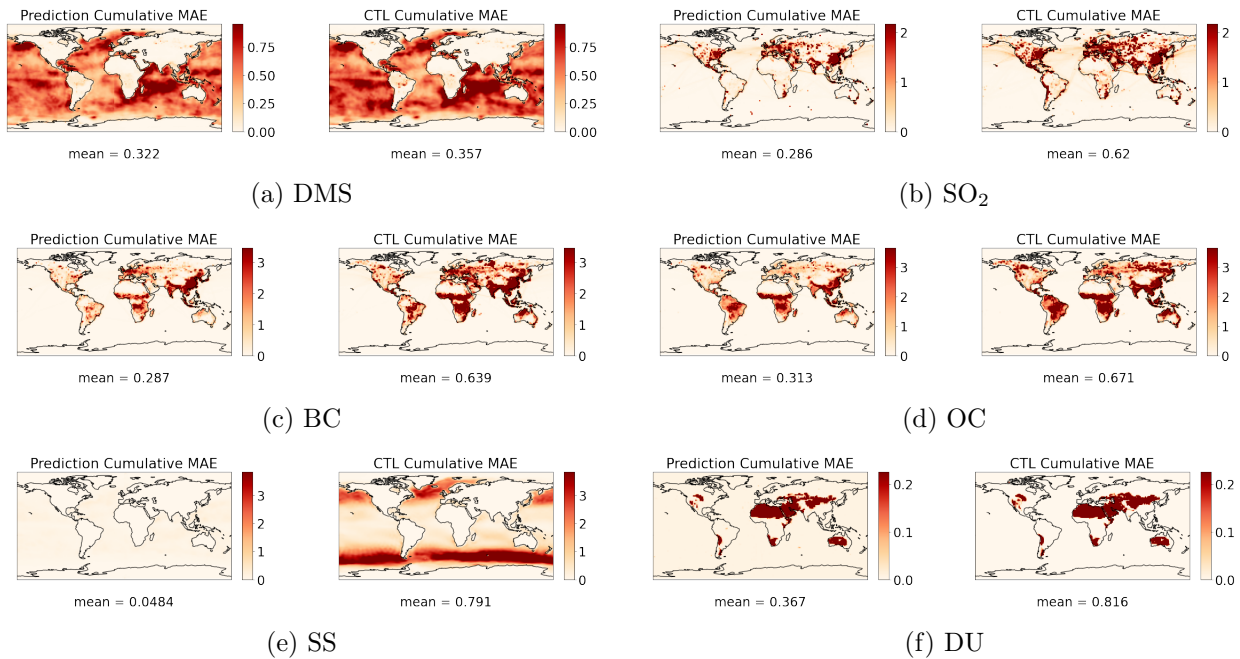 Prediction Cumulative MAE
0.75
0.50
0.25
0.00
mean = 0.322
CTL Cumulative MAE
0.75
0.50
0.25
0.00
mean = 0.357
(a) DMS
Prediction Cumulative MAE
2
1
0
mean = 0.286
CTL Cumulative MAE
2
1
0
mean = 0.62
(b) SO₂
Prediction Cumulative MAE
3
2
1
0
mean = 0.287
CTL Cumulative MAE
3
2
1
0
mean = 0.639
(c) BC
Prediction Cumulative MAE
3
2
1
0
mean = 0.313
CTL Cumulative MAE
3
2
1
0
mean = 0.671
(d) OC
Prediction Cumulative MAE
3
2
1
0
mean = 0.0484
CTL Cumulative MAE
3
2
1
0
mean = 0.791
(e) SS
Prediction Cumulative MAE
0.2
0.1
0.0
mean = 0.367
CTL Cumulative MAE
0.2
0.1
0.0
mean = 0.816
(f) DU